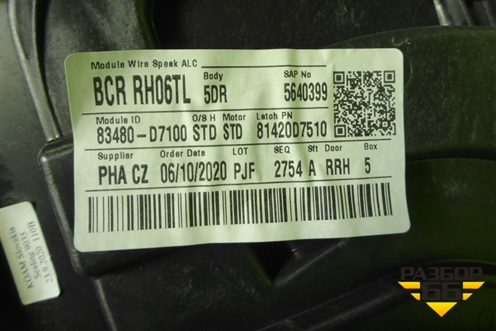 Module Wire Speak ALC
BCR RH06TL Body 5DR SAP No 5640399
Module ID O/S H Motor Latch PN
83480-D7100 STD STD 81420D7510
Supplier Order Date LOT SEQ Sft Door Box
PHA CZ 06/10/2020 PJF 2754 A RRH 5
KOAM Slovakia
РАЗБОР
66